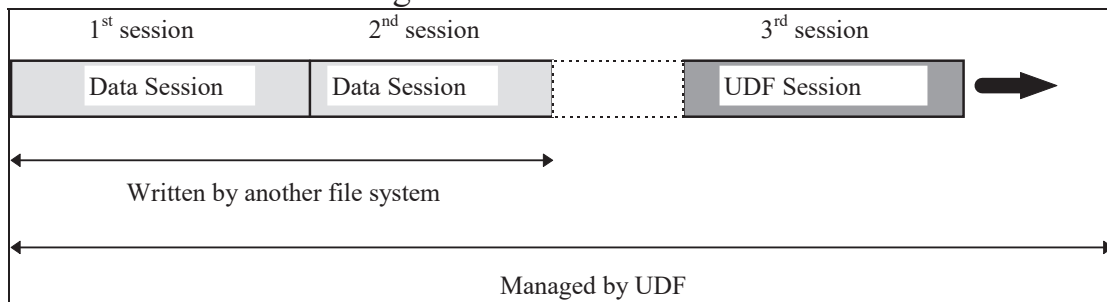 1st session 2nd session 3rd session
Data Session Data Session UDF Session
Written by another file system
Managed by UDF